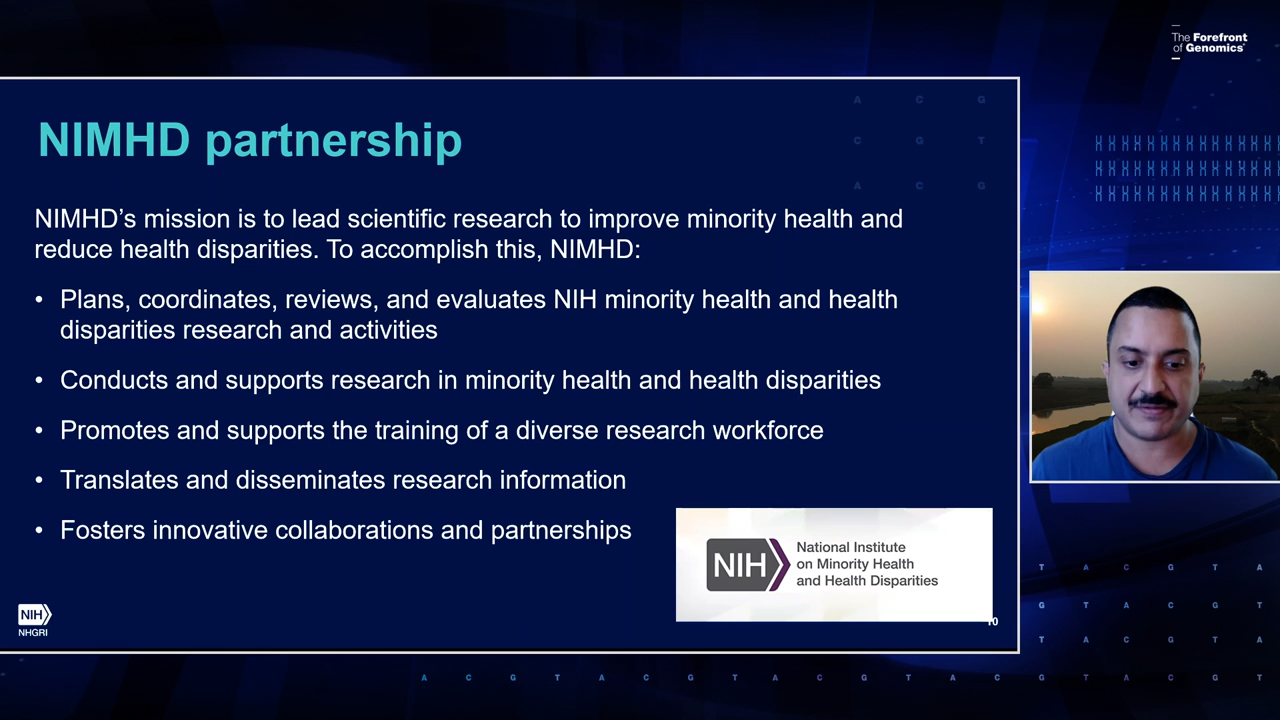 The Forefront
of Genomics®
A C G
NIMHD partnership
C G T
A C G
NIMHD’s mission is to lead scientific research to improve minority health and
reduce health disparities. To accomplish this, NIMHD:
• Plans, coordinates, reviews, and evaluates NIH minority health and health
disparities research and activities
• Conducts and supports research in minority health and health disparities
• Promotes and supports the training of a diverse research workforce
• Translates and disseminates research information
• Fosters innovative collaborations and partnerships
NIH
National Institute
on Minority Health
and Health Disparities
NIH
NHGRI
10
T A C G T A
G T A C G T
T A C G T A
A C G T A C G T A C G T A C G T A C G T